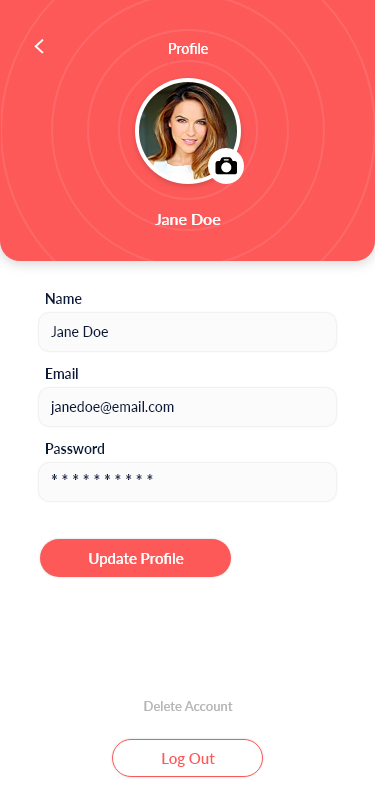 Profile
Jane Doe
Name
Jane Doe
Email
janedoe@email.com
Password
* * * * * * * * * *
Update Profile
Delete Account
Log Out